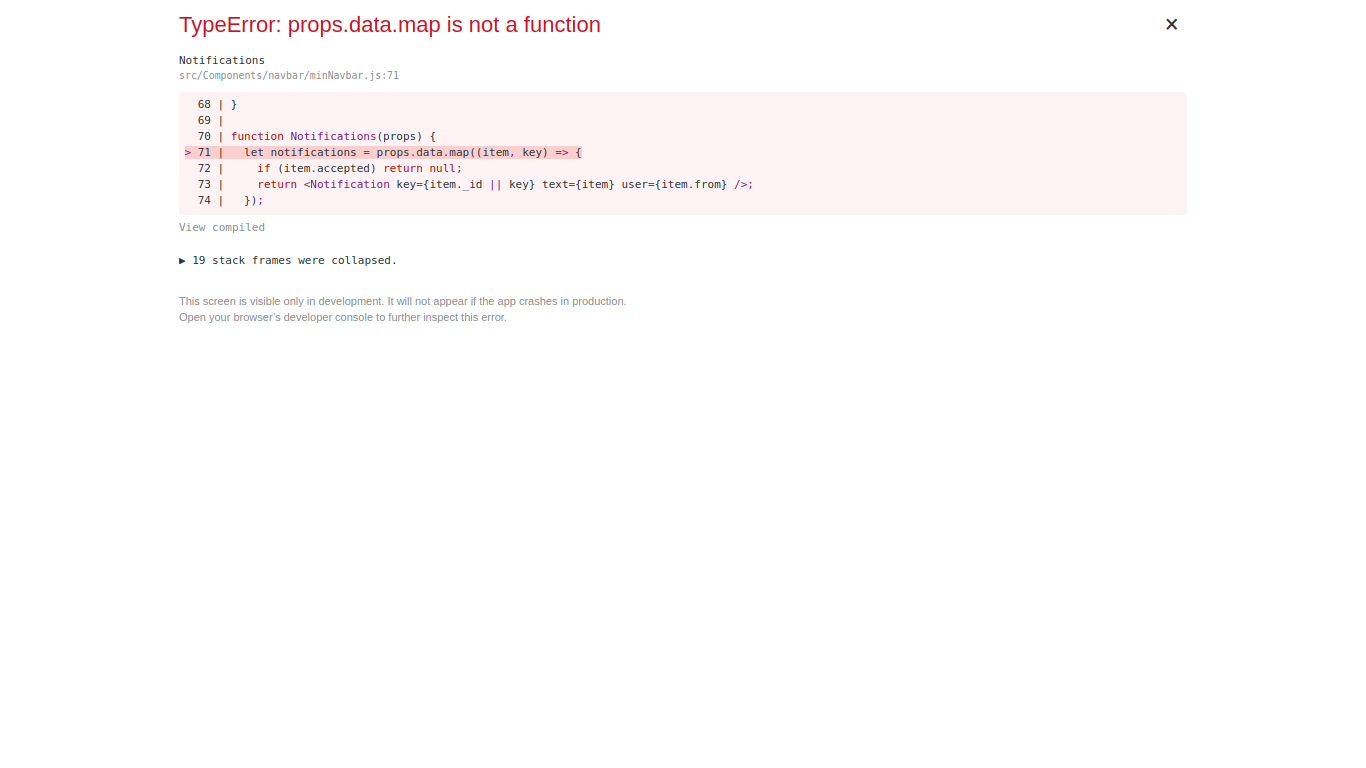 TypeError: props.data.map is not a function
✕
Notifications
src/Components/navbar/minNavbar.js:71
  68 | }
  69 |
  70 | function Notifications(props) {
> 71 |   let notifications = props.data.map((item, key) => {
  72 |     if (item.accepted) return null;
  73 |     return <Notification key={item._id || key} text={item} user={item.from} />;
  74 |   });
View compiled
▶ 19 stack frames were collapsed.
This screen is visible only in development. It will not appear if the app crashes in production.
Open your browser’s developer console to further inspect this error.